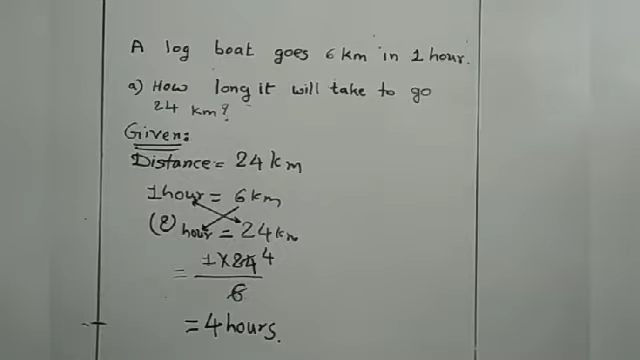 A log boat goes 6 km in 1 hour.
a) How long it will take to go
24 km?
Given:
Distance = 24 km
1 hour = 6 km
(?) hour = 24 km
= 1 × 24 4
6
= 4 hours.